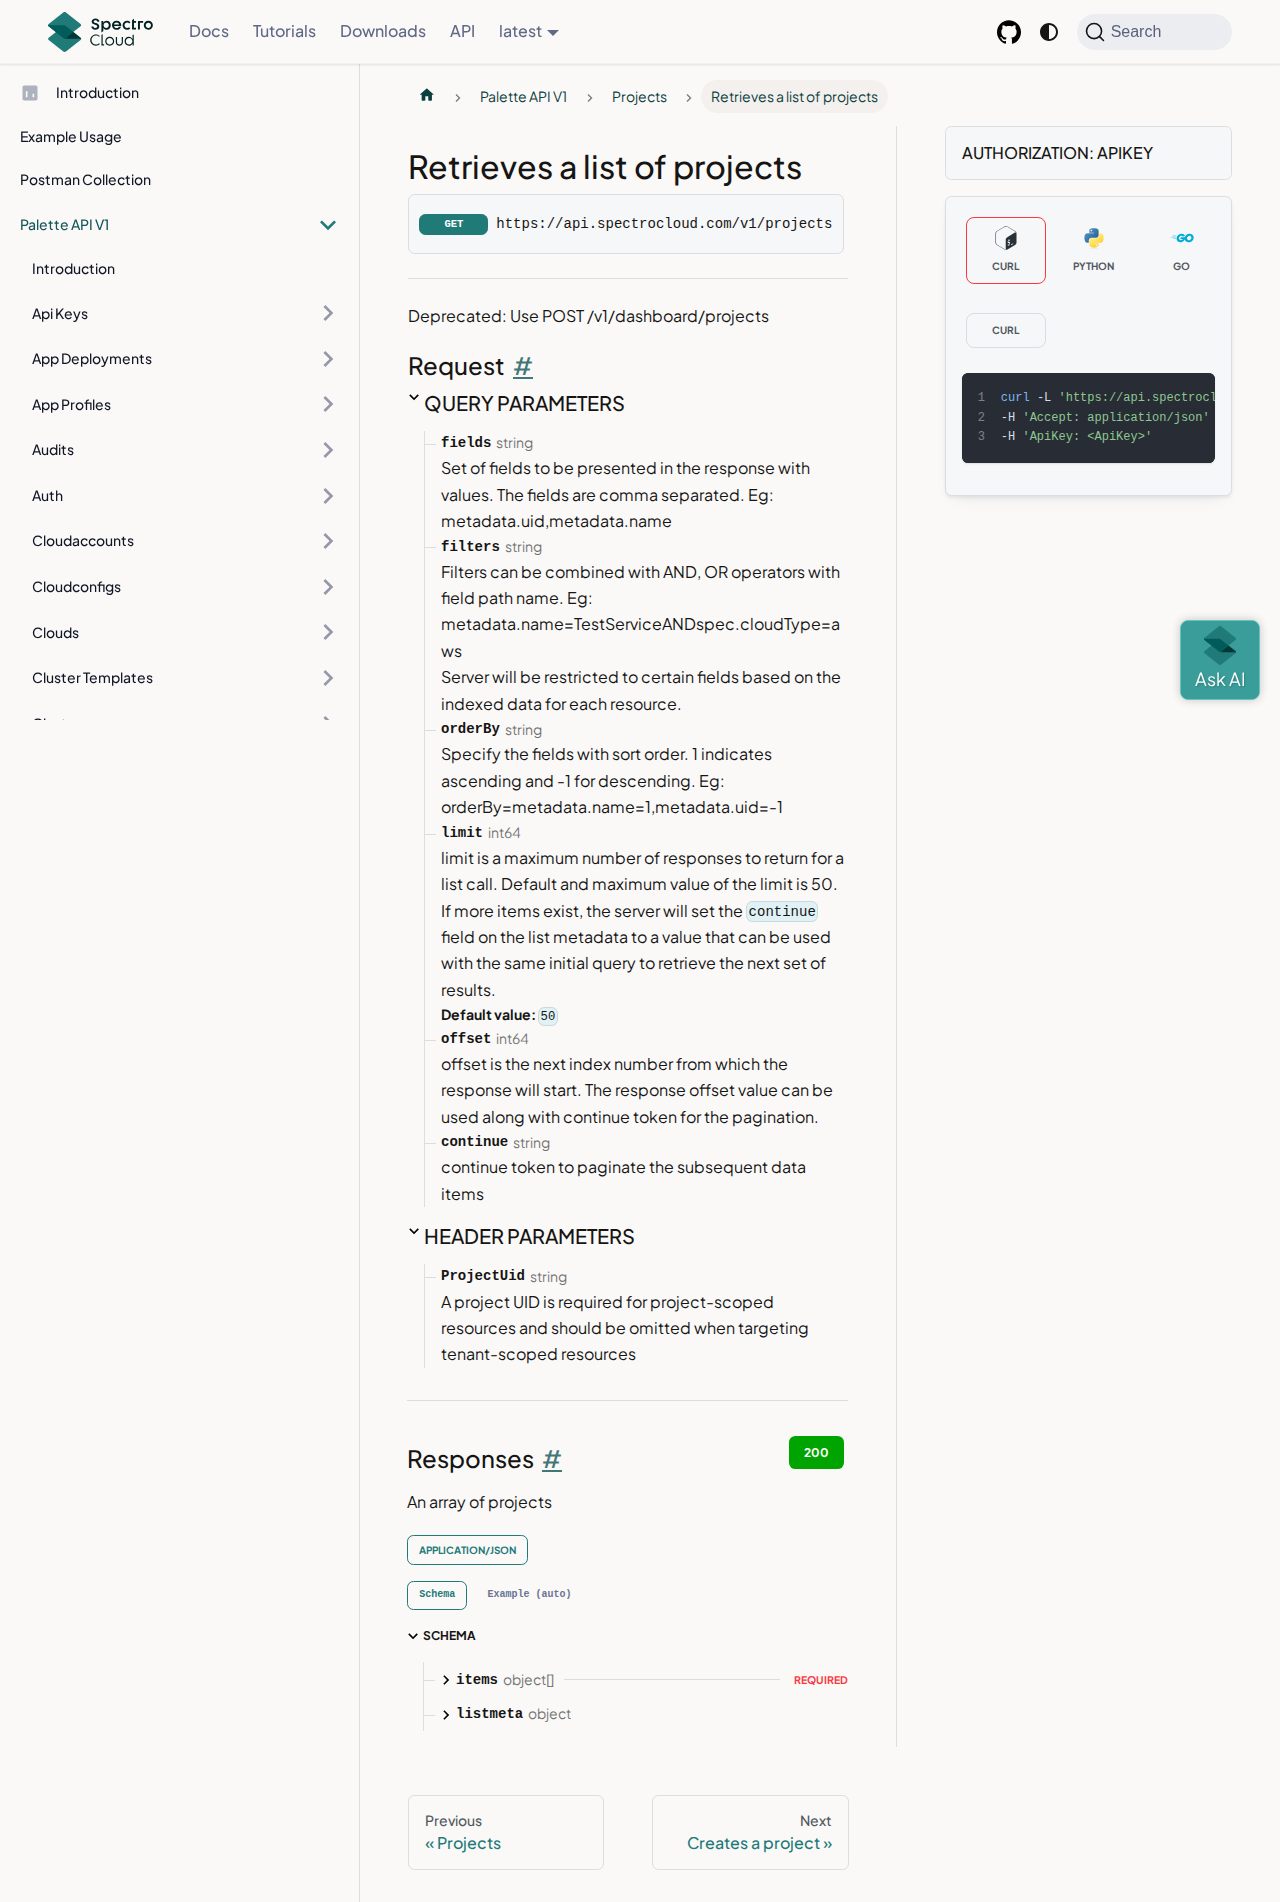 Spectro
Cloud
Docs
Tutorials
Downloads
API
latest
Search
Introduction
Example Usage
Postman Collection
Palette API V1
Introduction
Api Keys
App Deployments
App Profiles
Audits
Auth
Cloudaccounts
Cloudconfigs
Clouds
Cluster Templates
Palette API V1
Projects
Retrieves a list of projects
Retrieves a list of projects
GET https://api.spectrocloud.com/v1/projects
Deprecated: Use POST /v1/dashboard/projects
Request #
QUERY PARAMETERS
fields string
Set of fields to be presented in the response with
values. The fields are comma separated. Eg:
metadata.uid,metadata.name
filters string
Filters can be combined with AND, OR operators with
field path name. Eg:
metadata.name=TestServiceANDspec.cloudType=a
ws
Server will be restricted to certain fields based on the
indexed data for each resource.
orderBy string
Specify the fields with sort order. 1 indicates
ascending and -1 for descending. Eg:
orderBy=metadata.name=1,metadata.uid=-1
limit int64
limit is a maximum number of responses to return for a
list call. Default and maximum value of the limit is 50.
If more items exist, the server will set the continue
field on the list metadata to a value that can be used
with the same initial query to retrieve the next set of
results.
Default value: 50
offset int64
offset is the next index number from which the
response will start. The response offset value can be
used along with continue token for the pagination.
continue string
continue token to paginate the subsequent data
items
HEADER PARAMETERS
ProjectUid string
A project UID is required for project-scoped
resources and should be omitted when targeting
tenant-scoped resources
Responses #
200
An array of projects
APPLICATION/JSON
Schema
Example (auto)
SCHEMA
items object[]
REQUIRED
listmeta object
Previous
« Projects
Next
Creates a project »
AUTHORIZATION: APIKEY
CURL
PYTHON
GO
CURL
1 curl -L 'https://api.spectrocl
2 -H 'Accept: application/json'
3 -H 'ApiKey: <ApiKey>'
Ask AI